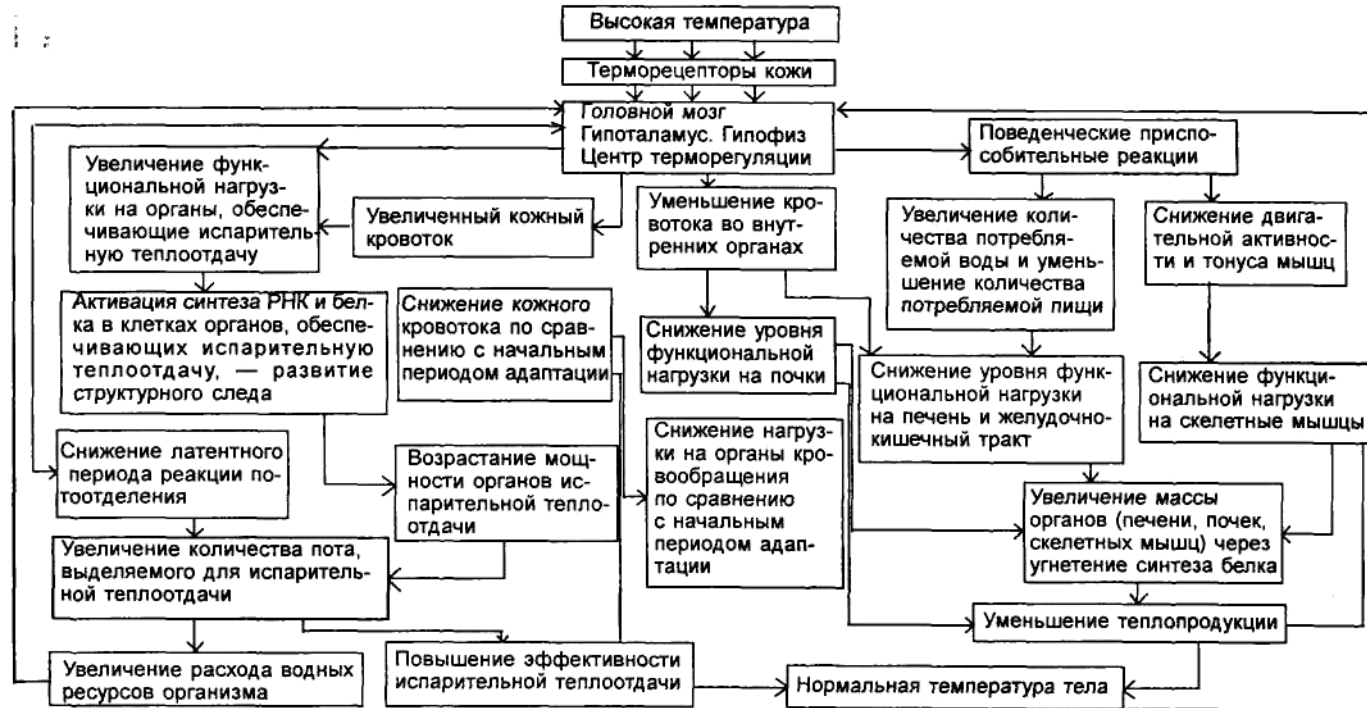 Высокая температура
Терморецепторы кожи
Головной мозг
Гипоталамус. Гипофиз
Центр терморегуляции
Увеличение функ-
циональной нагруз-
ки на органы, обеспе-
чивающие испаритель-
ную теплоотдачу
Увеличенный кожный
кровоток
Уменьшение кро-
вотока во внут-
ренних органах
Поведенческие приспо-
собительные реакции
Увеличение коли-
чества потребля-
емой воды и умень-
шение количества
потребляемой пищи
Снижение двига-
тельной активнос-
ти и тонуса мышц
Активация синтеза РНК и бел-
ка в клетках органов, обеспе-
чивающих испарительную
теплоотдачу, — развитие
структурного следа
Снижение кожного
кровотока по срав-
нению с начальным
периодом адаптации
Снижение уровня
функциональной
нагрузки на почки
Снижение уровня функ-
циональной нагрузки
на печень и желудочно-
кишечный тракт
Снижение функци-
ональной нагрузки
на скелетные мышцы
Снижение латентного
периода реакции по-
тоотделения
Возрастание мощ-
ности органов ис-
парительной тепло-
отдачи
Снижение нагруз-
ки на органы кро-
вообращения
по сравнению
с начальным
периодом адап-
тации
Увеличение массы
органов (печени, почек,
скелетных мышц) через
угнетение синтеза белка
Увеличение количества пота,
выделяемого для испаритель-
ной теплоотдачи
Уменьшение теплопродукции
Увеличение расхода водных
ресурсов организма
Повышение эффективности
испарительной теплоотдачи
Нормальная температура тела